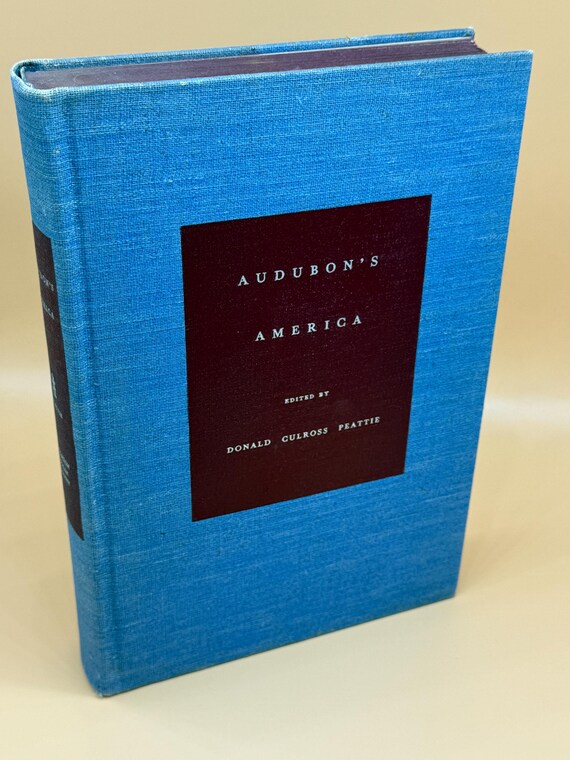 AUDUBON'S
AMERICA
EDITED BY
DONALD CULROSS PEATTIE